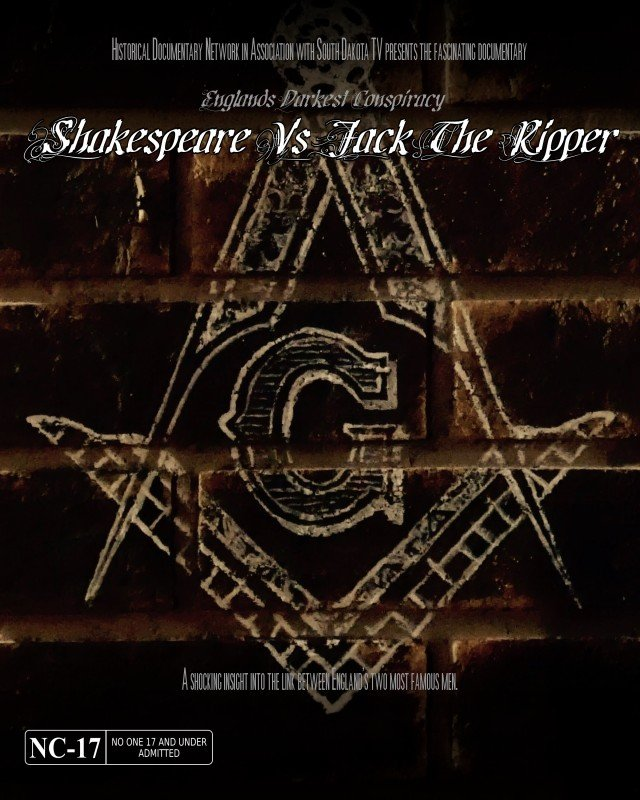 Historical Documentary Network in Association with South Dakota TV presents the fascinating documentary
Englands Darkest Conspiracy
Shakespeare Vs Jack The Ripper
G
A shocking insight into the link between England's two most famous men.
NC-17
NO ONE 17 AND UNDER
ADMITTED